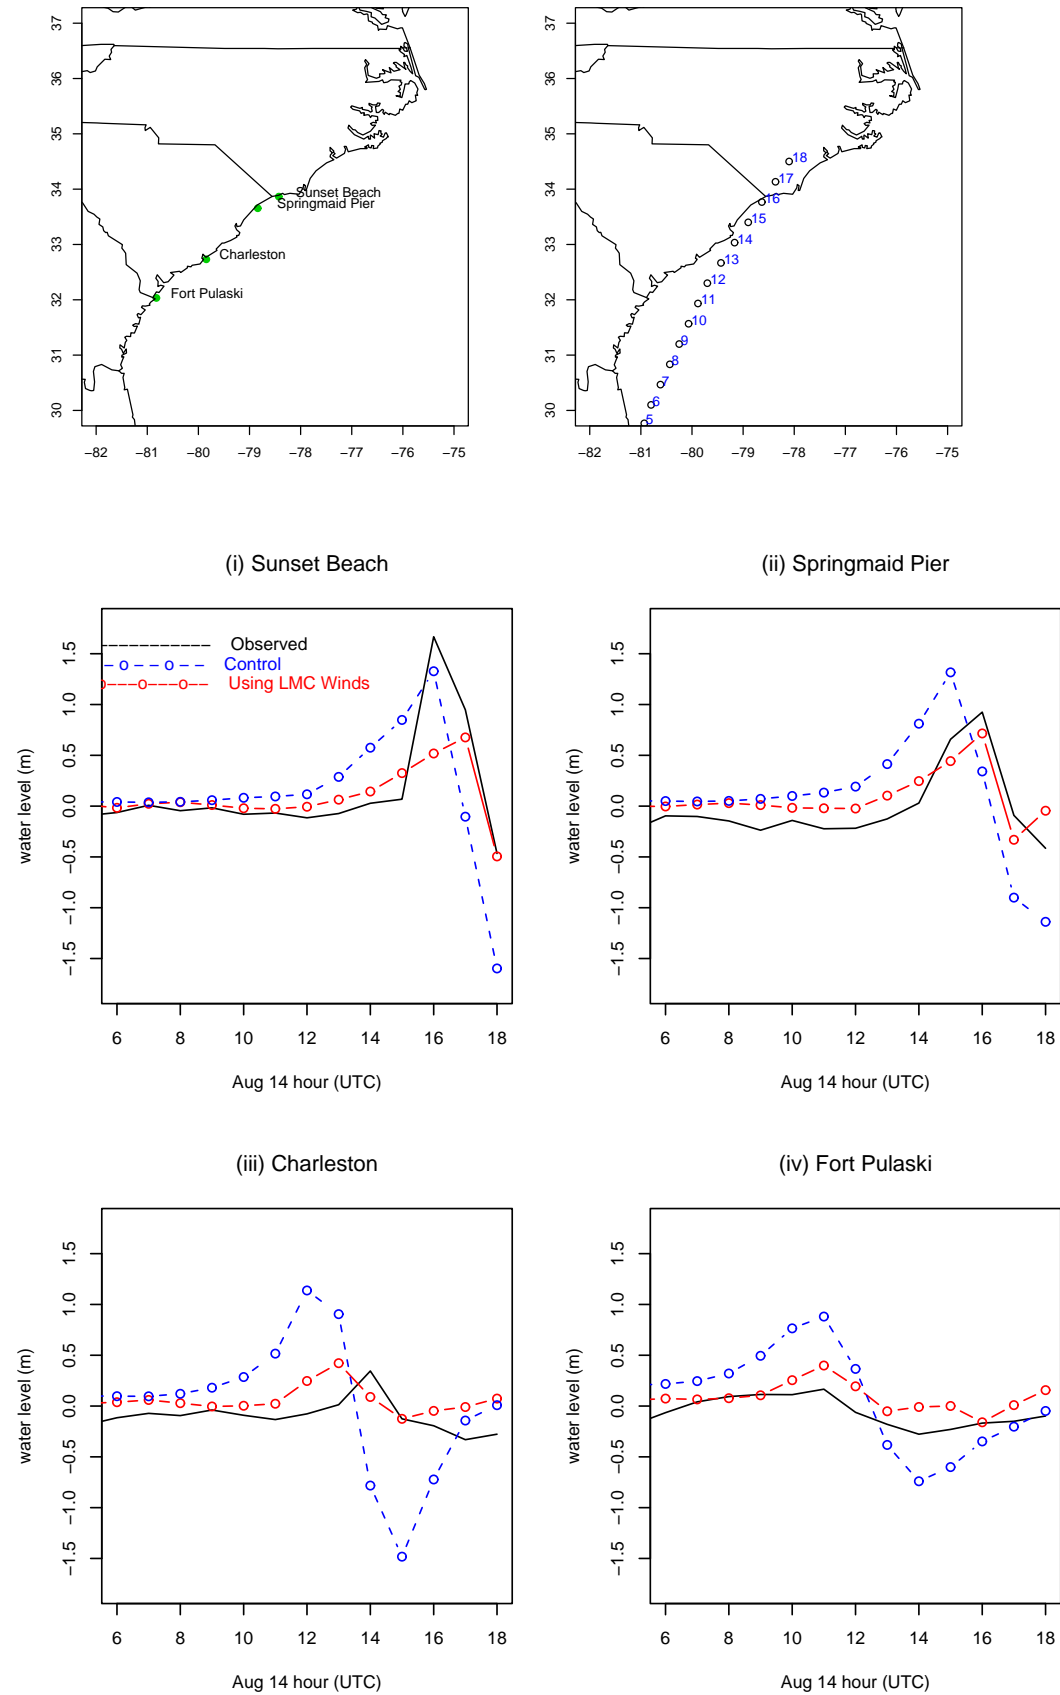 37
36
35
34
33
32
31
30
Sunset Beach
Springmaid Pier
Charleston
Fort Pulaski
−82 −81 −80 −79 −78 −77 −76 −75
37
36
35
34
33
32
31
30
18
17
16
15
14
13
12
11
10
9
8
7
6
5
−82 −81 −80 −79 −78 −77 −76 −75
(i) Sunset Beach
Observed
Control
Using LMC Winds
water level (m)
1.5
1.0
0.5
0.0
−0.5
−1.0
−1.5
6 8 10 12 14 16 18
Aug 14 hour (UTC)
(ii) Springmaid Pier
water level (m)
1.5
1.0
0.5
0.0
−0.5
−1.0
−1.5
6 8 10 12 14 16 18
Aug 14 hour (UTC)
(iii) Charleston
water level (m)
1.5
1.0
0.5
0.0
−0.5
−1.0
−1.5
6 8 10 12 14 16 18
Aug 14 hour (UTC)
(iv) Fort Pulaski
water level (m)
1.5
1.0
0.5
0.0
−0.5
−1.0
−1.5
6 8 10 12 14 16 18
Aug 14 hour (UTC)